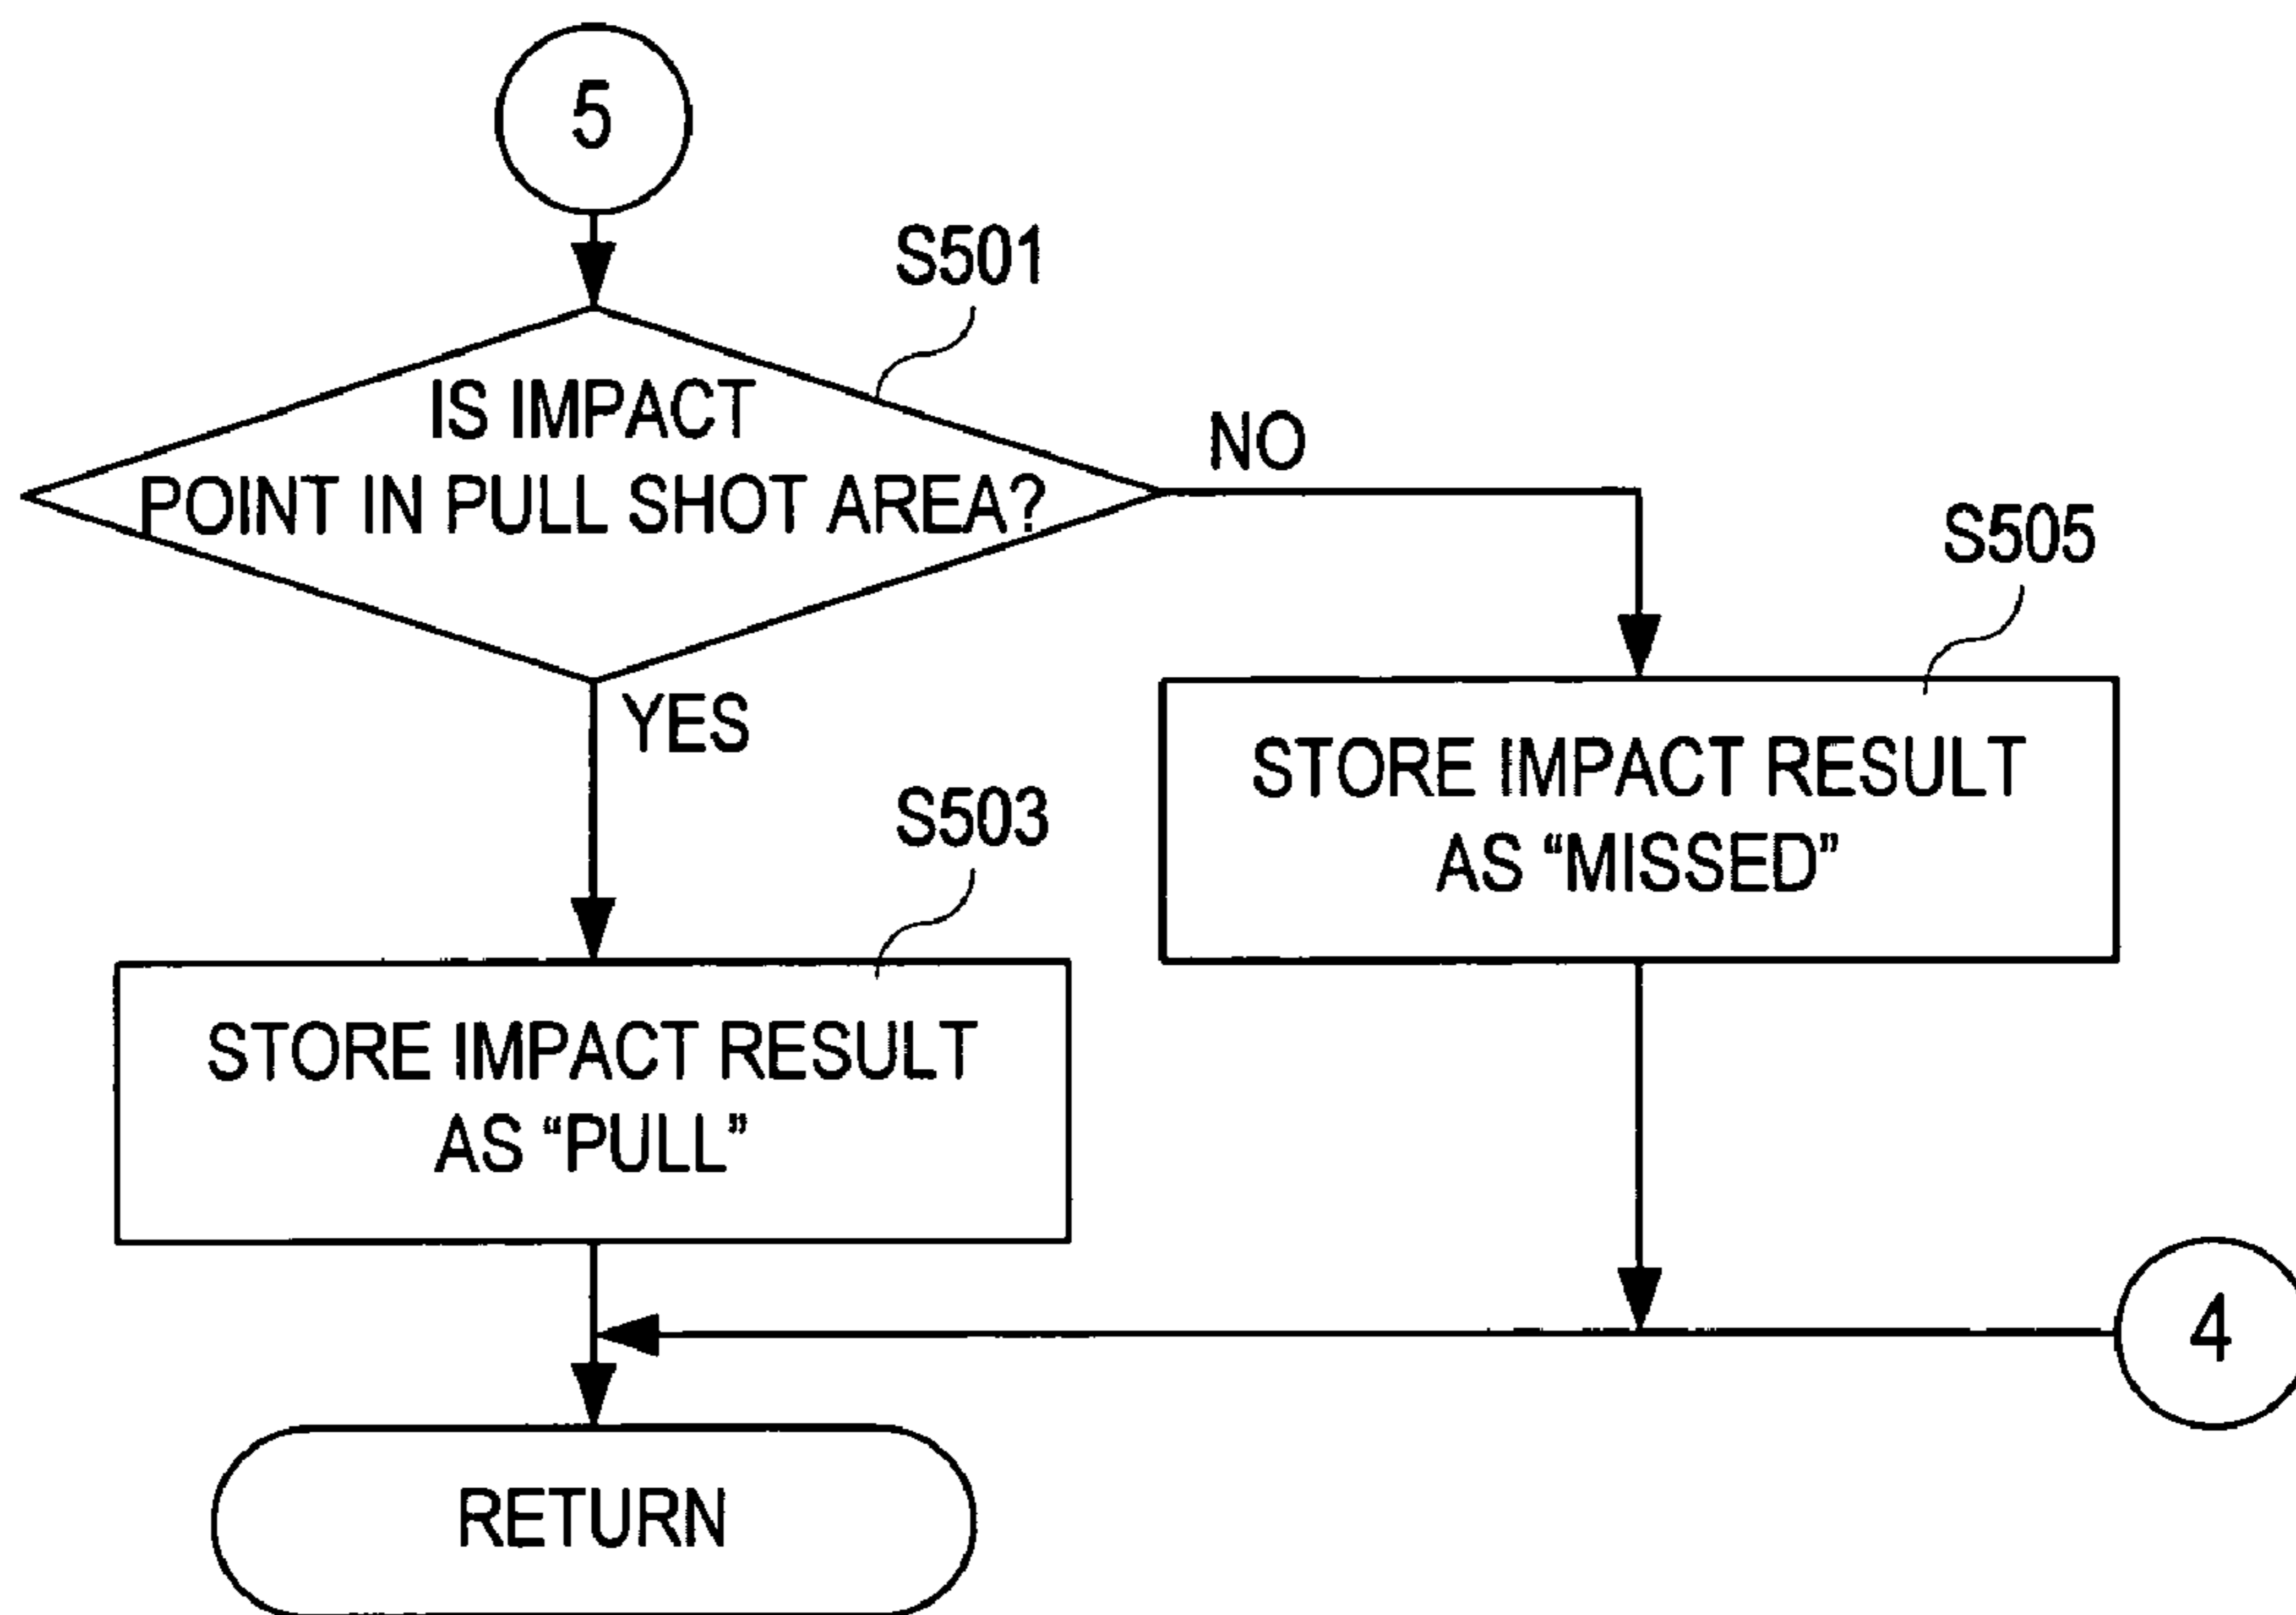 5
S501
IS IMPACT
POINT IN PULL SHOT AREA?
NO
YES
S505
STORE IMPACT RESULT
AS “MISSED”
S503
STORE IMPACT RESULT
AS “PULL”
4
RETURN